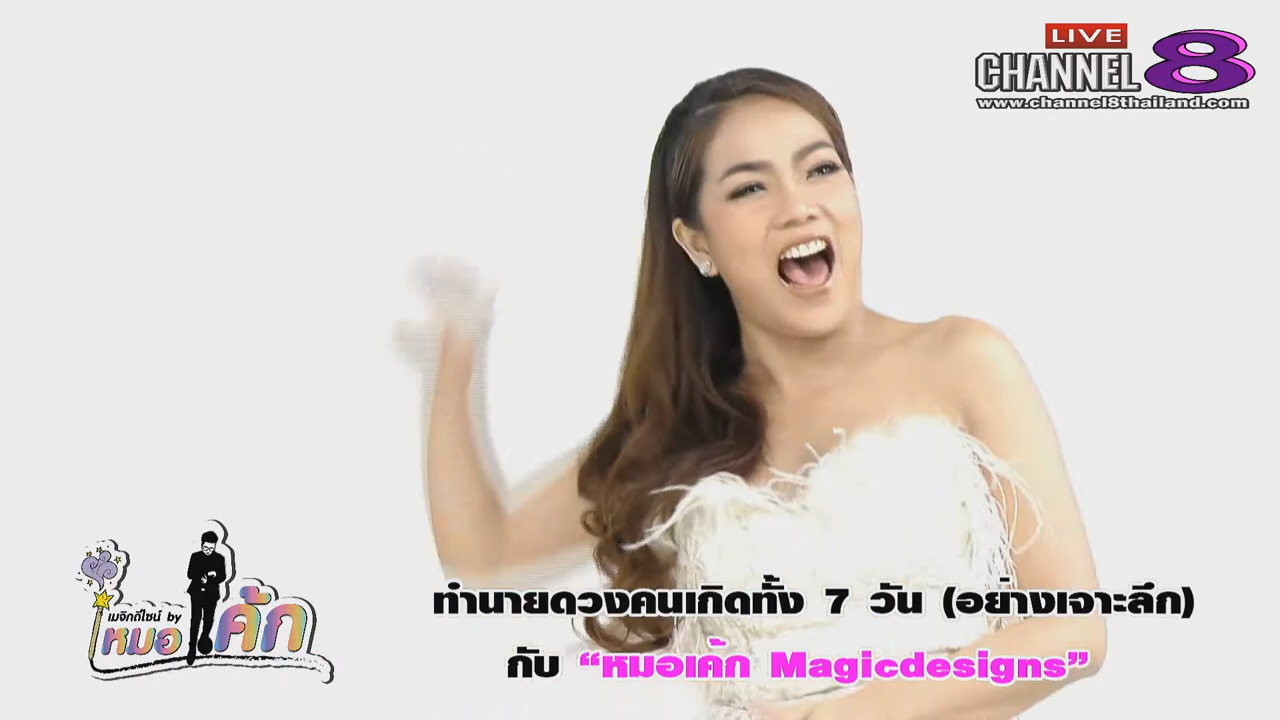 LIVE
CHANNEL 8
www.channel8thailand.com
เมจิกดีไซน์ by
หมอเค้ก
ทำนายดวงคนเกิดทั้ง 7 วัน (อย่างเจาะลึก)
กับ “หมอเค้ก Magicdesigns”